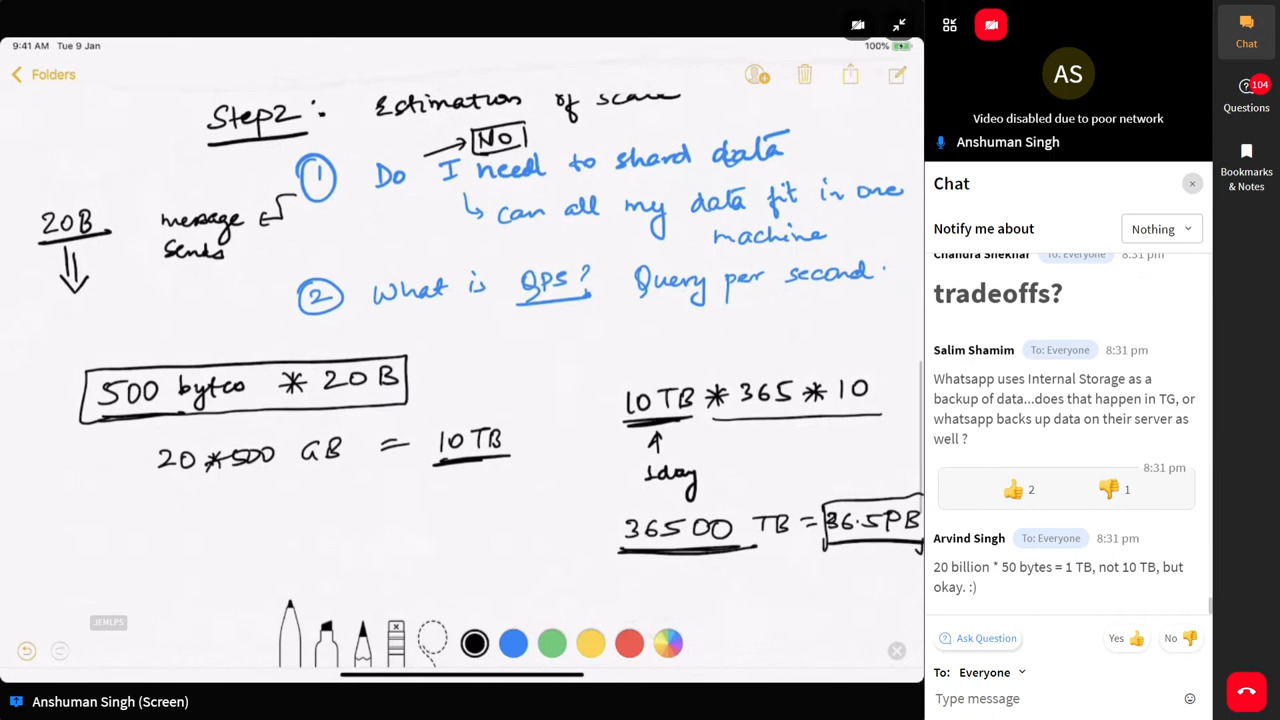 9:41 AM Tue 9 Jan
100%
Folders
Step2 : Estimation of scale
→ NO
1 Do I need to shard data
↳ can all my data fit in one
machine
20B message
sends
2 What is QPS? Query per second.
500 bytes * 20B
20*500 GB = 10TB
10TB * 365 * 10
1day
36500 TB = 36.5PB
JEMLPS
Anshuman Singh (Screen)
AS
Video disabled due to poor network
Anshuman Singh
Chat
Notify me about
Nothing
Chandra Shekhar To: Everyone 8:31 pm
tradeoffs?
Salim Shamim To: Everyone 8:31 pm
Whatsapp uses Internal Storage as a
backup of data...does that happen in TG, or
whatsapp backs up data on their server as
well ?
8:31 pm
👍 2 👎 1
Arvind Singh To: Everyone 8:31 pm
20 billion * 50 bytes = 1 TB, not 10 TB, but
okay. :)
Ask Question
Yes 👍 No 👎
To: Everyone
Type message
Chat
104
Questions
Bookmarks
& Notes